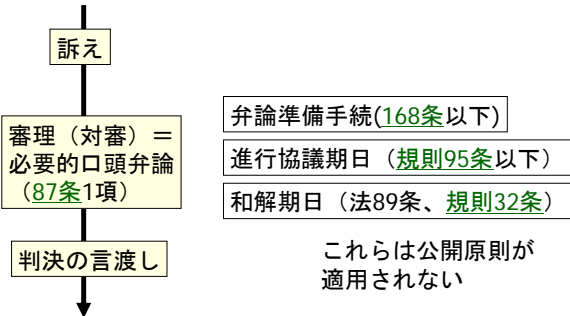 訴え
審理（対審）＝
必要的口頭弁論
（87条1項）
判決の言渡し
弁論準備手続(168条以下)
進行協議期日（規則95条以下）
和解期日（法89条、規則32条）
これらは公開原則が
適用されない